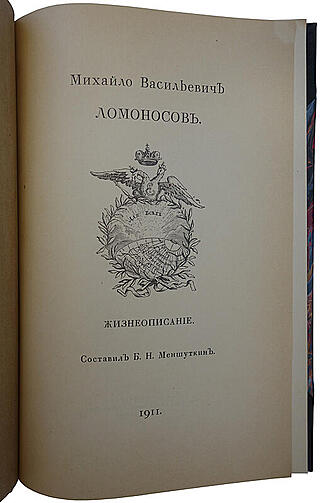 Михайло Васильевичъ
ЛОМОНОСОВЪ.
ЖИЗНЕОПИСАНІЕ.
Составилъ Б. Н. Меншуткинъ.
1911.